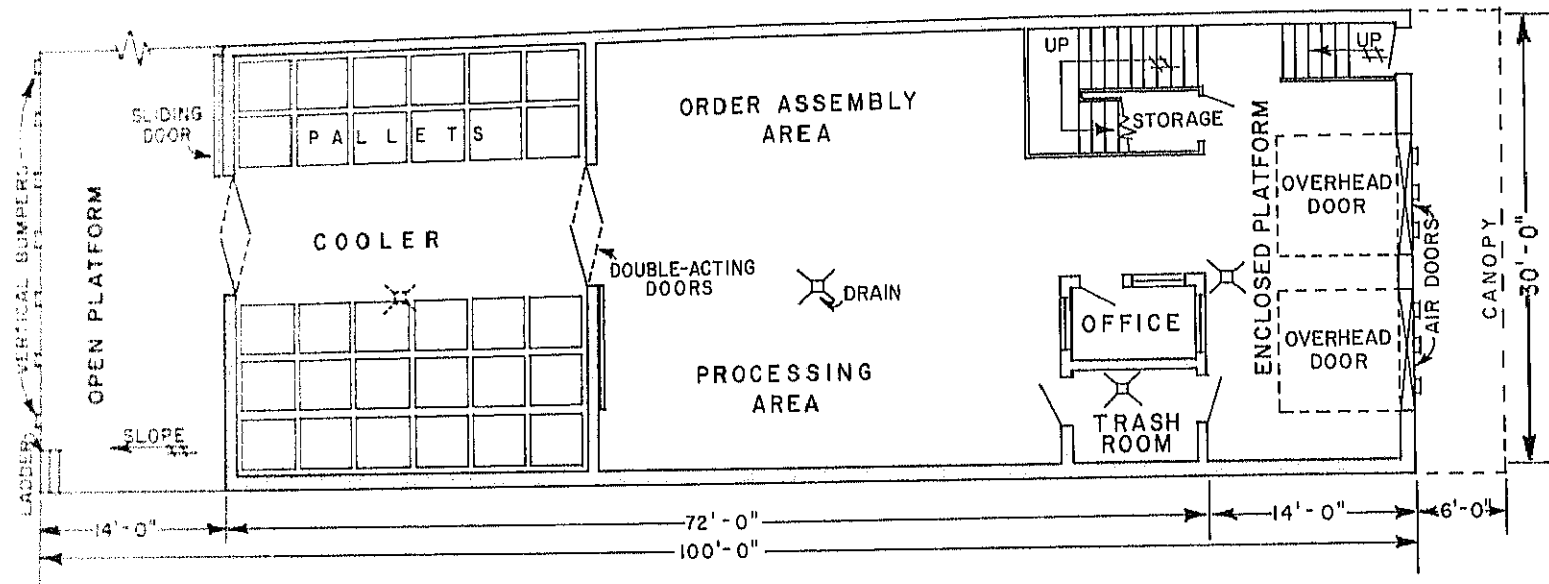 UP
UP
SLIDING
DOOR
ORDER ASSEMBLY
AREA
PALLETS
STORAGE
VERTICAL BUMPERS
OPEN PLATFORM
ENCLOSED PLATFORM
OVERHEAD
DOOR
COOLER
DOUBLE-ACTING
DOORS
DRAIN
OFFICE
AIR DOORS
CANOPY
30'-0"
OVERHEAD
DOOR
PROCESSING
AREA
TRASH
ROOM
SLOPE
LADDER
14'-0"
72'-0"
14'-0"
6'-0"
100'-0"